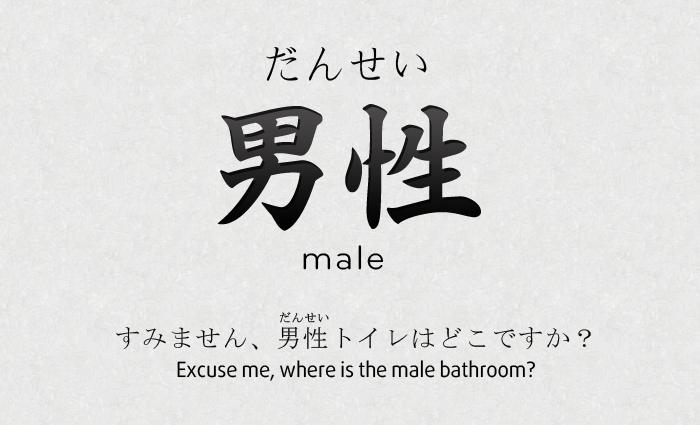 だんせい
男性
male
だんせい
すみません、男性トイレはどこですか？
Excuse me, where is the male bathroom?